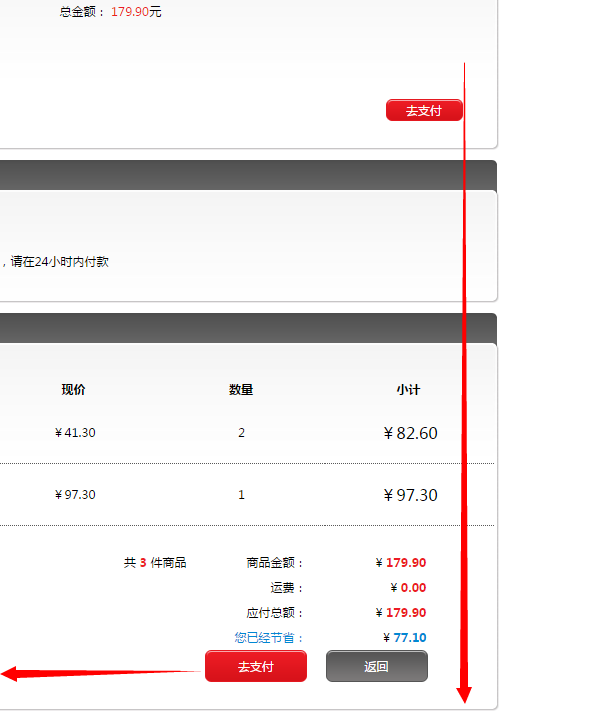 总金额： 179.90元
去支付
，请在24小时内付款
现价 数量 小计
￥41.30 2 ￥82.60
￥97.30 1 ￥97.30
共 3 件商品 商品金额： ￥179.90
运费： ￥0.00
应付总额： ￥179.90
您已经节省： ￥77.10
去支付 返回